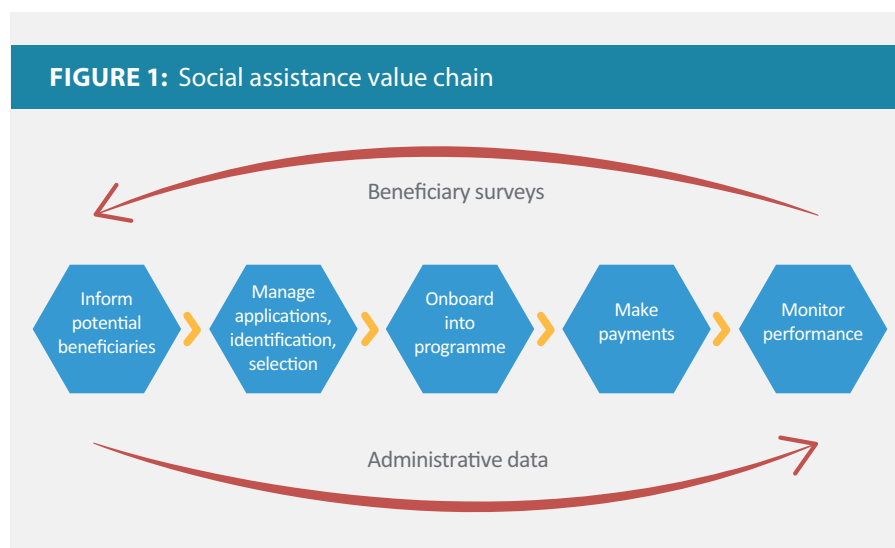 FIGURE 1: Social assistance value chain
Beneficiary surveys
Inform
potential
beneficiaries
Manage
applications,
identification,
selection
Onboard
into
programme
Make
payments
Monitor
performance
Administrative data